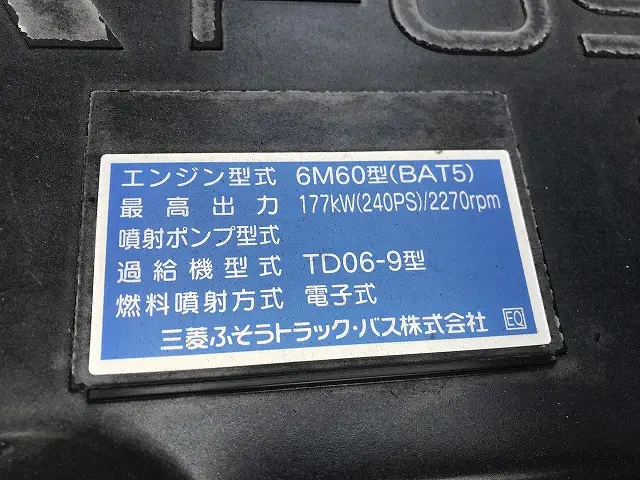 エンジン型式 6M60型(BAT5)
最高出力 177kW(240PS)/2270rpm
噴射ポンプ型式
過給機型式 TD06-9型
燃料噴射方式 電子式
三菱ふそうトラック・バス株式会社 EQ